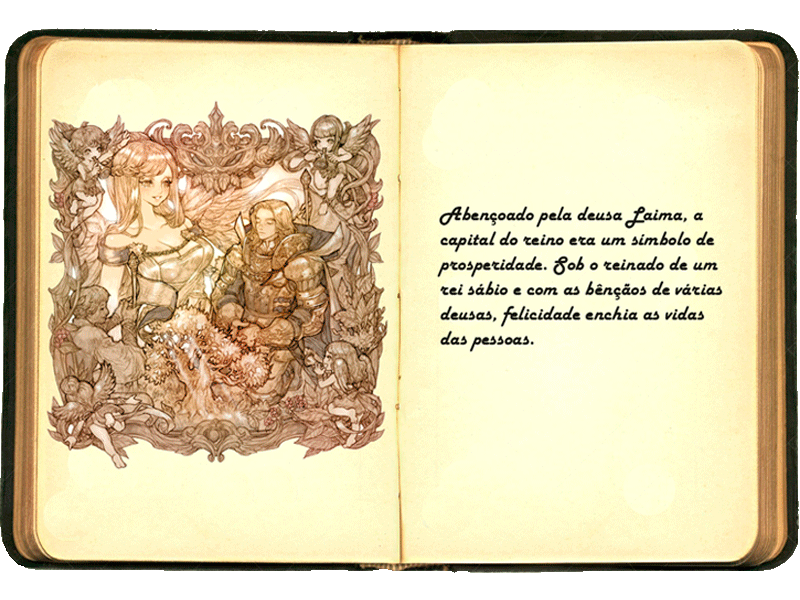 Abençoado pela deusa Laima, a
capital do reino era um símbolo de
prosperidade. Sob o reinado de um
rei sábio e com as bênçãos de várias
deusas, felicidade enchia as vidas
das pessoas.